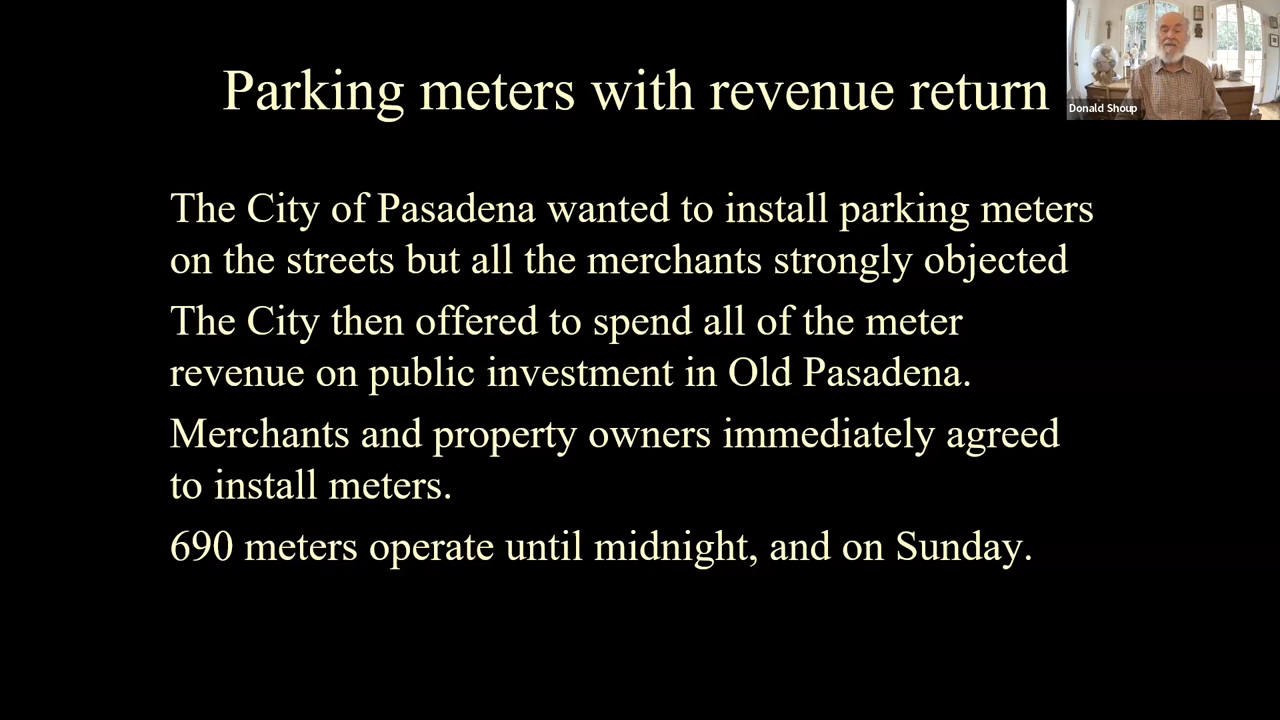 Parking meters with revenue return
Donald Shoup
The City of Pasadena wanted to install parking meters
on the streets but all the merchants strongly objected
The City then offered to spend all of the meter
revenue on public investment in Old Pasadena.
Merchants and property owners immediately agreed
to install meters.
690 meters operate until midnight, and on Sunday.